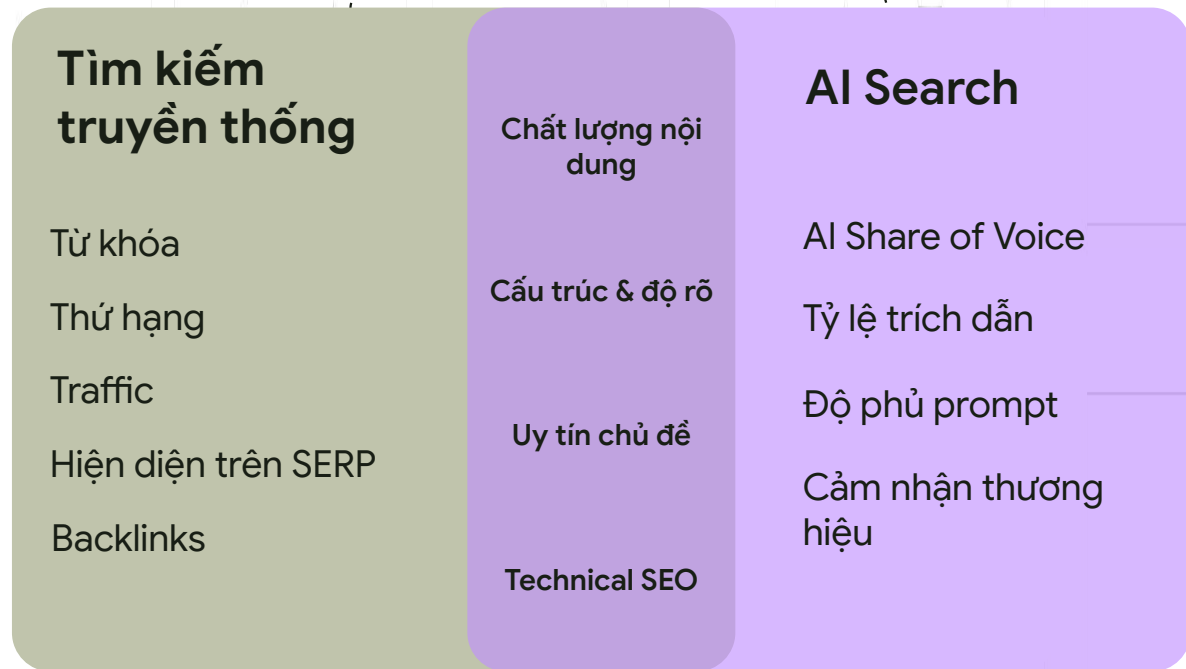 Tìm kiếm
truyền thống
Từ khóa
Thứ hạng
Traffic
Hiện diện trên SERP
Backlinks
Chất lượng nội
dung
Cấu trúc & độ rõ
Uy tín chủ đề
Technical SEO
AI Search
AI Share of Voice
Tỷ lệ trích dẫn
Độ phủ prompt
Cảm nhận thương
hiệu